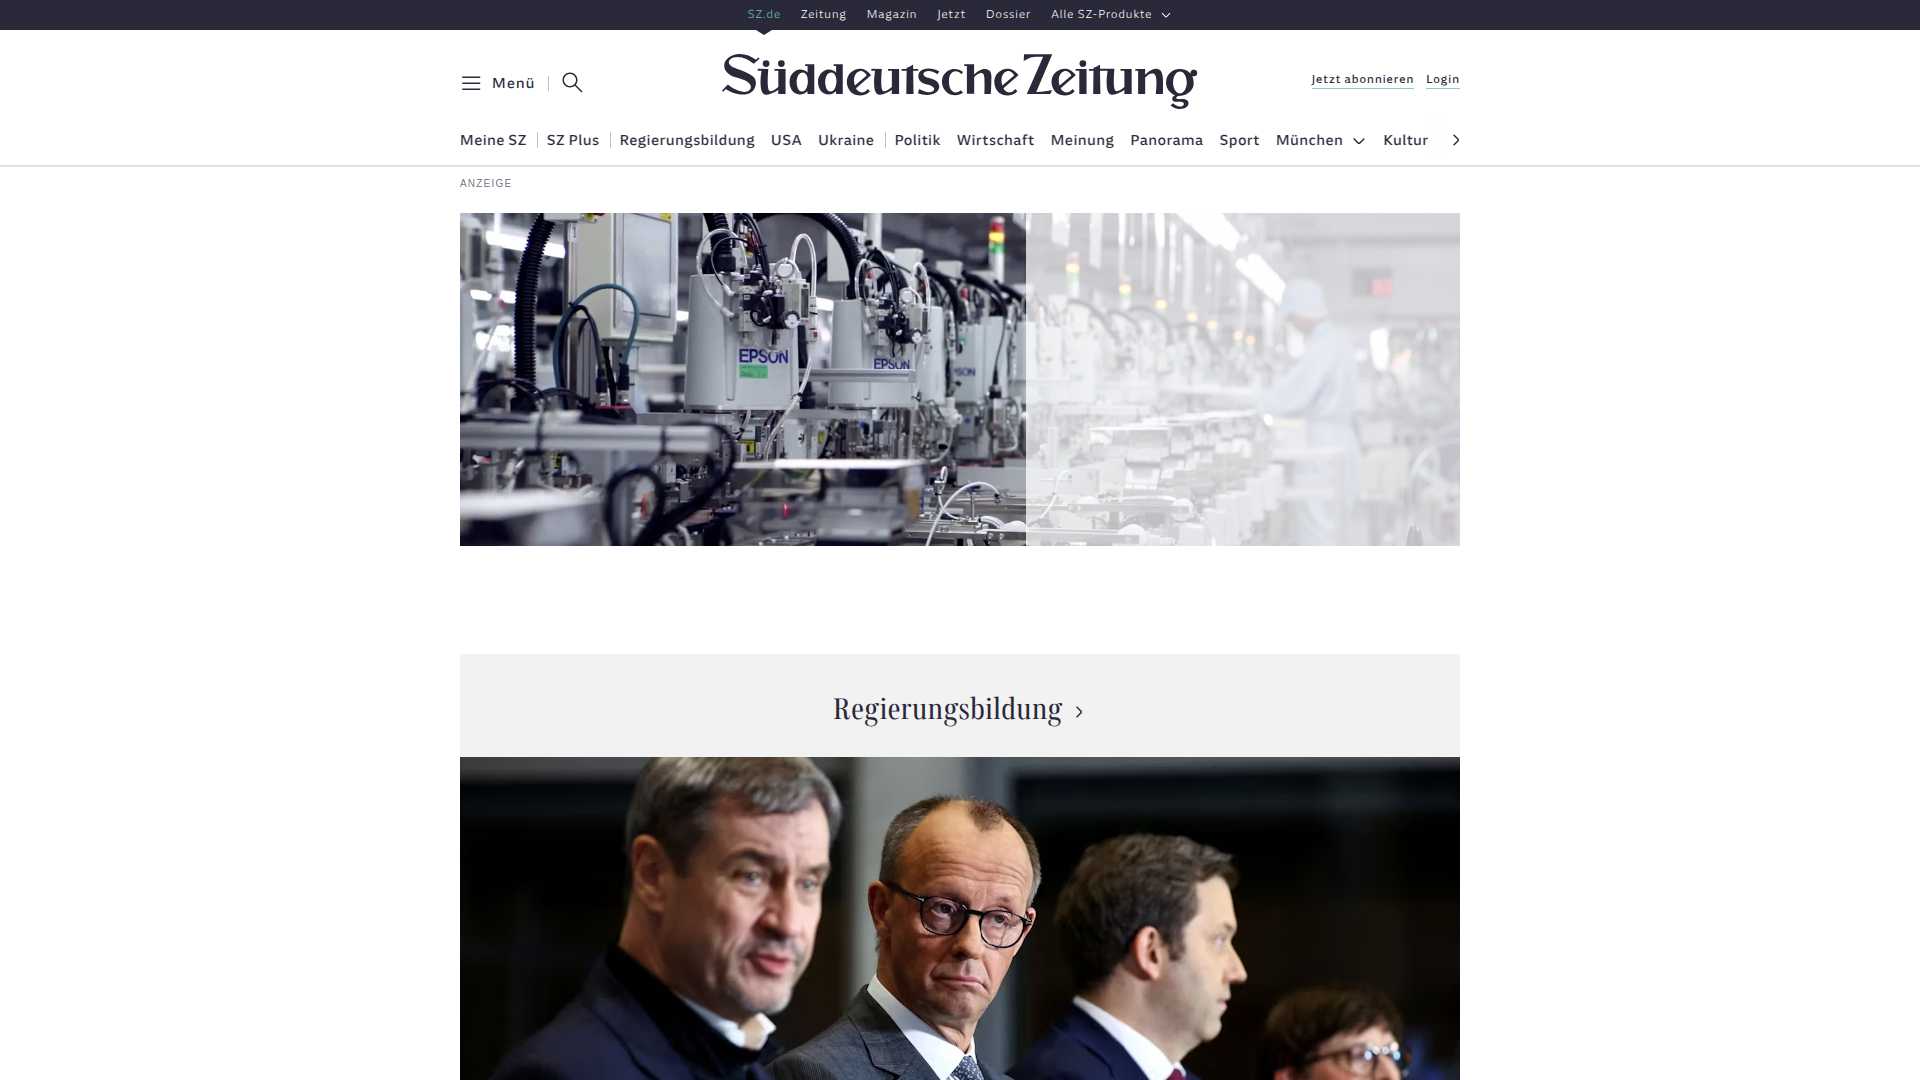 SZ.de Zeitung Magazin Jetzt Dossier Alle SZ-Produkte
Menü
Süddeutsche Zeitung
Jetzt abonnieren Login
Meine SZ SZ Plus Regierungsbildung USA Ukraine Politik Wirtschaft Meinung Panorama Sport München Kultur
ANZEIGE
EPSON
EPSON
EPSON
Regierungsbildung